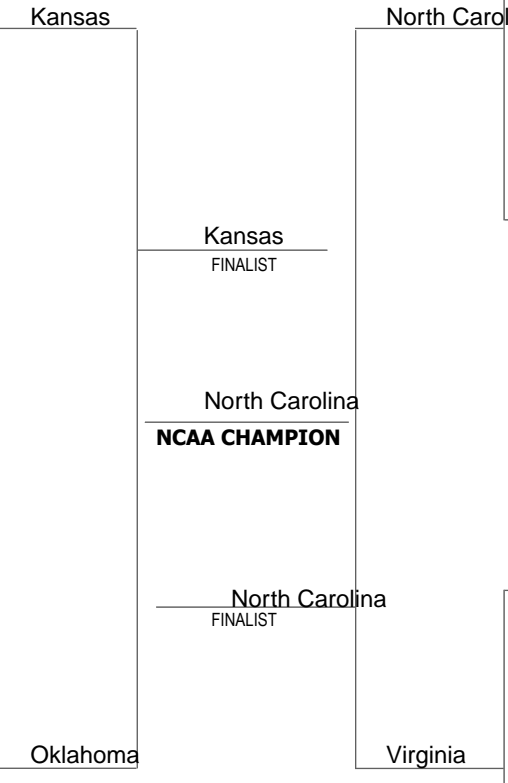 Kansas
North Carol
Kansas
FINALIST
North Carolina
NCAA CHAMPION
North Carolina
FINALIST
Oklahoma
Virginia